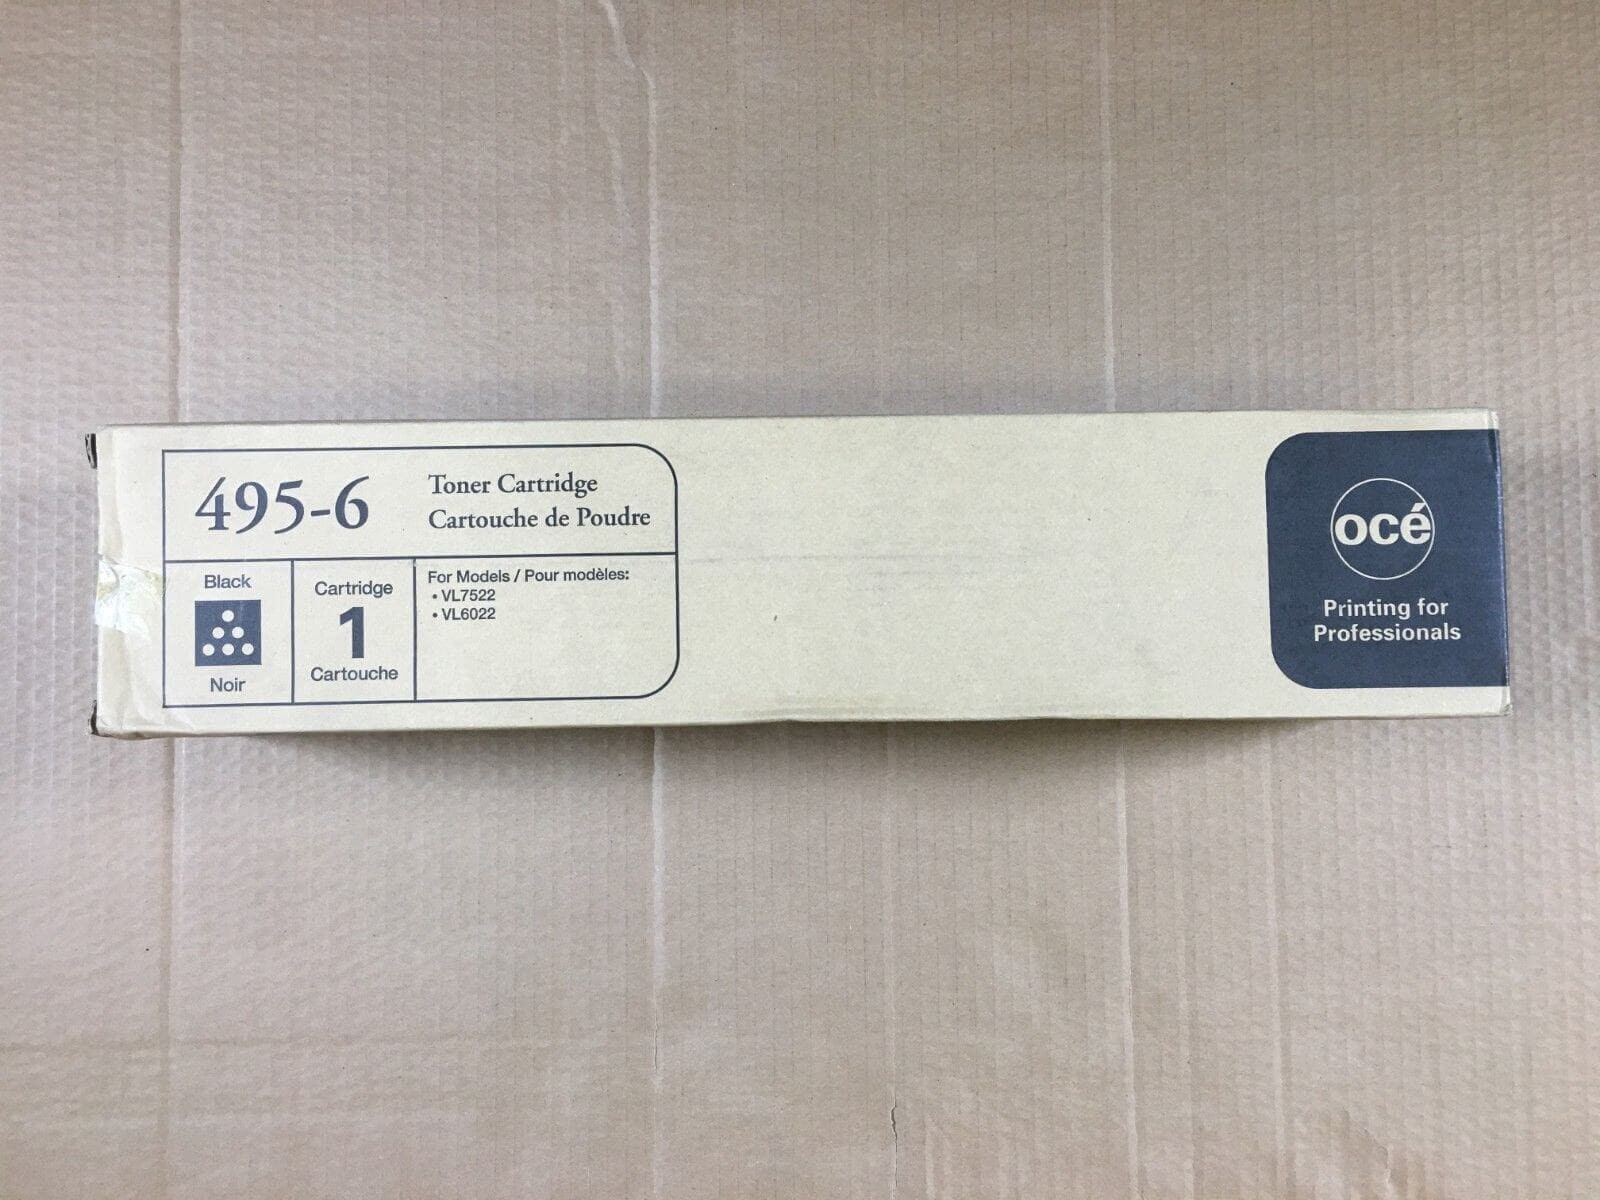 495-6
Toner Cartridge
Cartouche de Poudre
Black
Noir
Cartridge
1
Cartouche
For Models / Pour modèles:
• VL7522
• VL6022
océ
Printing for
Professionals